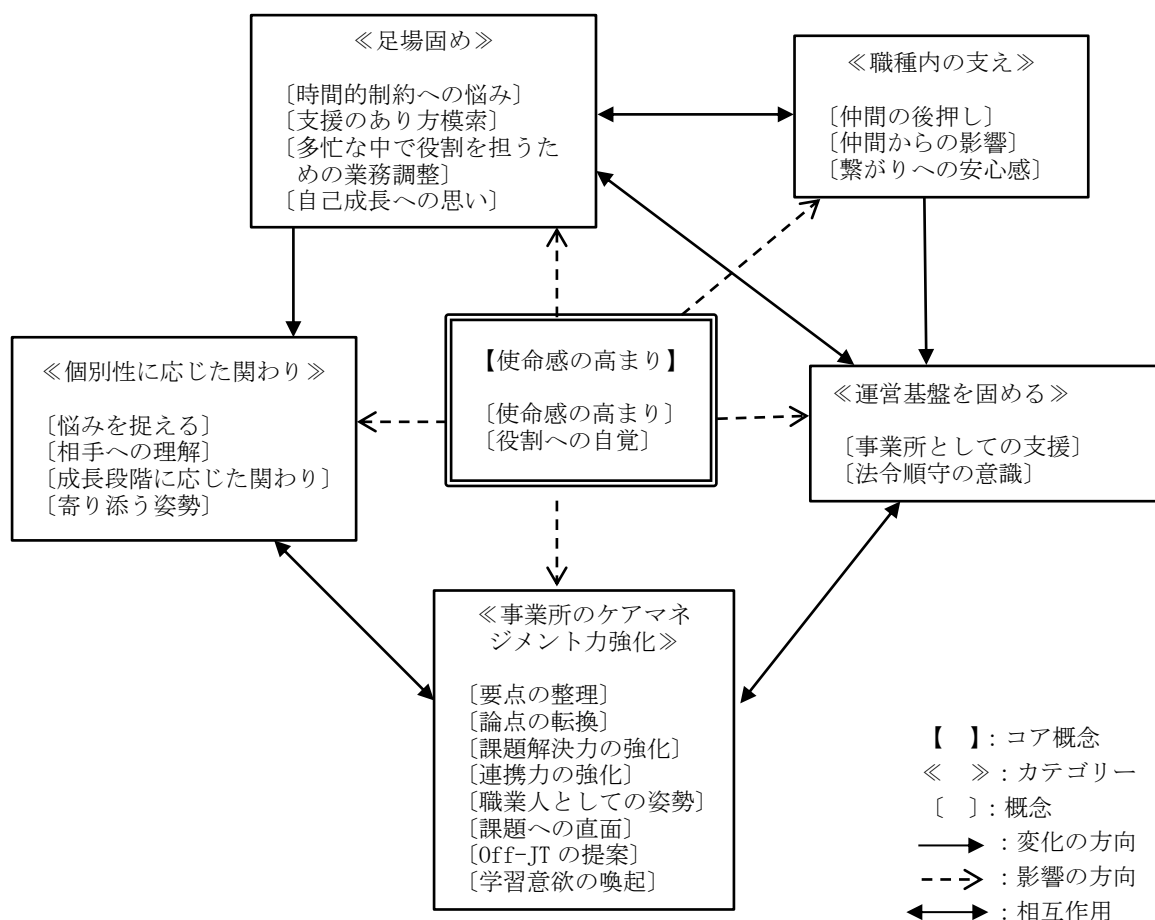 ≪足場固め≫
〔時間的制約への悩み〕
〔支援のあり方模索〕
〔多忙な中で役割を担うた
めの業務調整〕
〔自己成長への思い〕
≪職種内の支え≫
〔仲間の後押し〕
〔仲間からの影響〕
〔繋がりへの安心感〕
≪個別性に応じた関わり≫
〔悩みを捉える〕
〔相手への理解〕
〔成長段階に応じた関わり〕
〔寄り添う姿勢〕
【使命感の高まり】
〔使命感の高まり〕
〔役割への自覚〕
≪運営基盤を固める≫
〔事業所としての支援〕
〔法令順守の意識〕
≪事業所のケアマネ
ジメント力強化≫
〔要点の整理〕
〔論点の転換〕
〔課題解決力の強化〕
〔連携力の強化〕
〔職業人としての姿勢〕
〔課題への直面〕
〔Off-JTの提案〕
〔学習意欲の喚起〕
【　】：コア概念
≪　≫：カテゴリー
〔　〕：概念
：変化の方向
：影響の方向
：相互作用